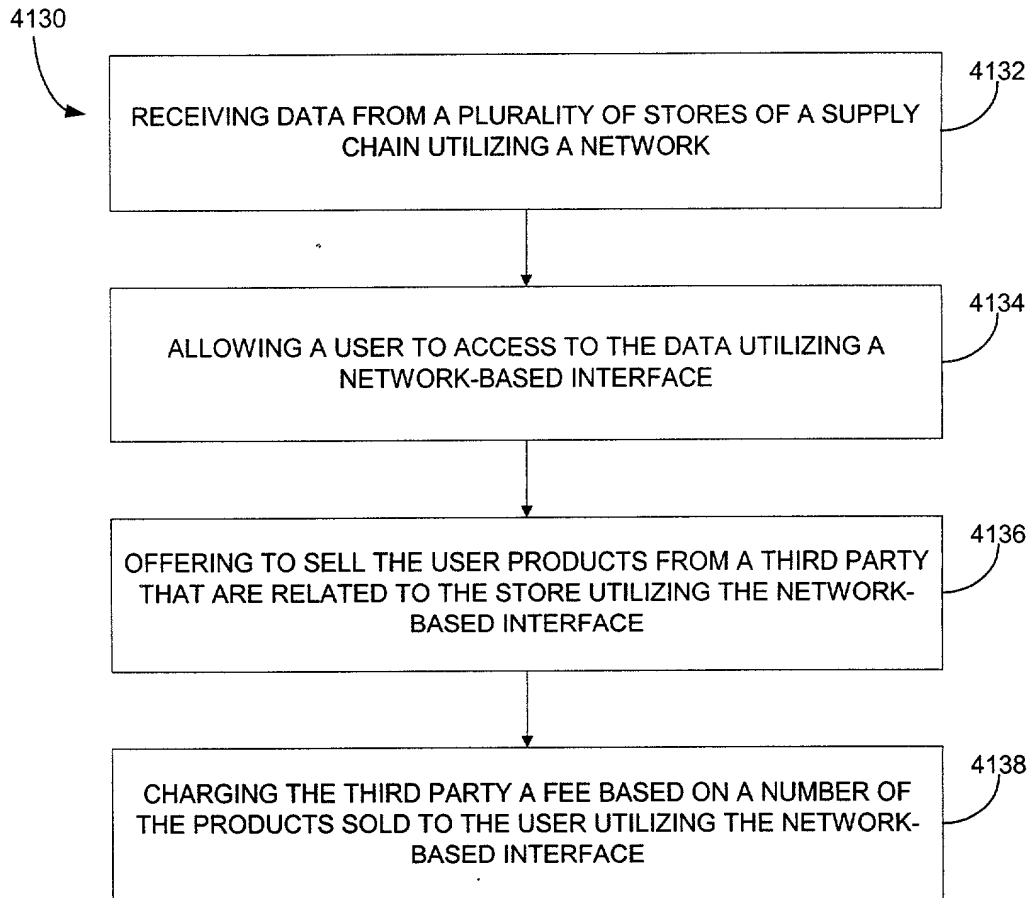 4130
4132
RECEIVING DATA FROM A PLURALITY OF STORES OF A SUPPLY
CHAIN UTILIZING A NETWORK
4134
ALLOWING A USER TO ACCESS TO THE DATA UTILIZING A
NETWORK-BASED INTERFACE
4136
OFFERING TO SELL THE USER PRODUCTS FROM A THIRD PARTY
THAT ARE RELATED TO THE STORE UTILIZING THE NETWORK-
BASED INTERFACE
4138
CHARGING THE THIRD PARTY A FEE BASED ON A NUMBER OF
THE PRODUCTS SOLD TO THE USER UTILIZING THE NETWORK-
BASED INTERFACE